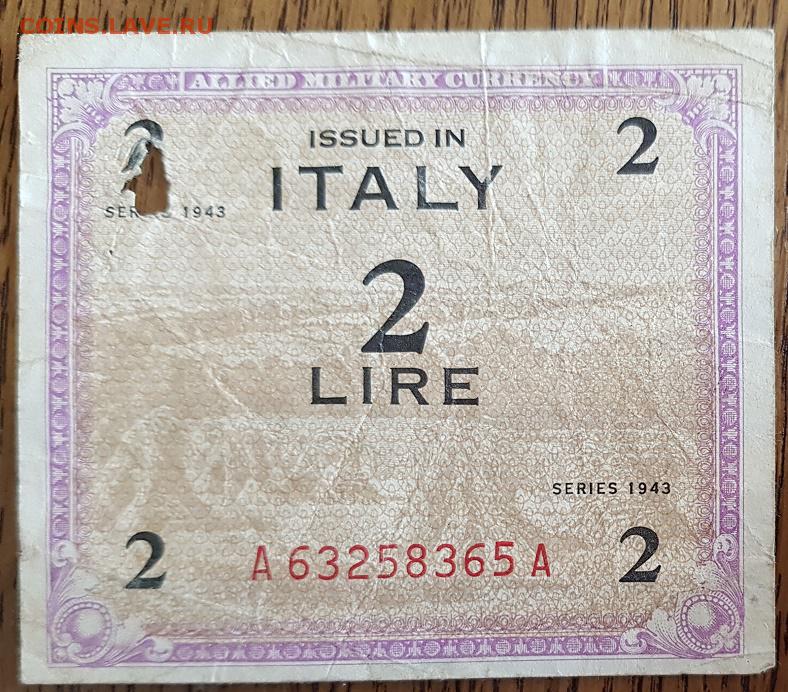 COINS.LAVE.RU
ALLIED MILITARY CURRENCY
2 ISSUED IN 2
ITALY
SERIES 1943
2
LIRE
SERIES 1943
2 A63258365A 2